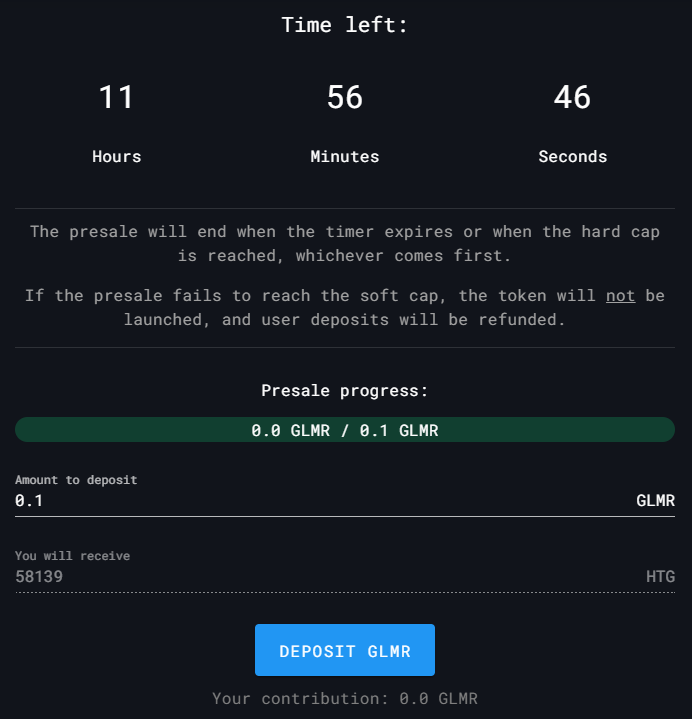 Time left:
11 56 46
Hours Minutes Seconds
The presale will end when the timer expires or when the hard cap
is reached, whichever comes first.
If the presale fails to reach the soft cap, the token will not be
launched, and user deposits will be refunded.
Presale progress:
0.0 GLMR / 0.1 GLMR
Amount to deposit
0.1 GLMR
You will receive
58139 HTG
DEPOSIT GLMR
Your contribution: 0.0 GLMR